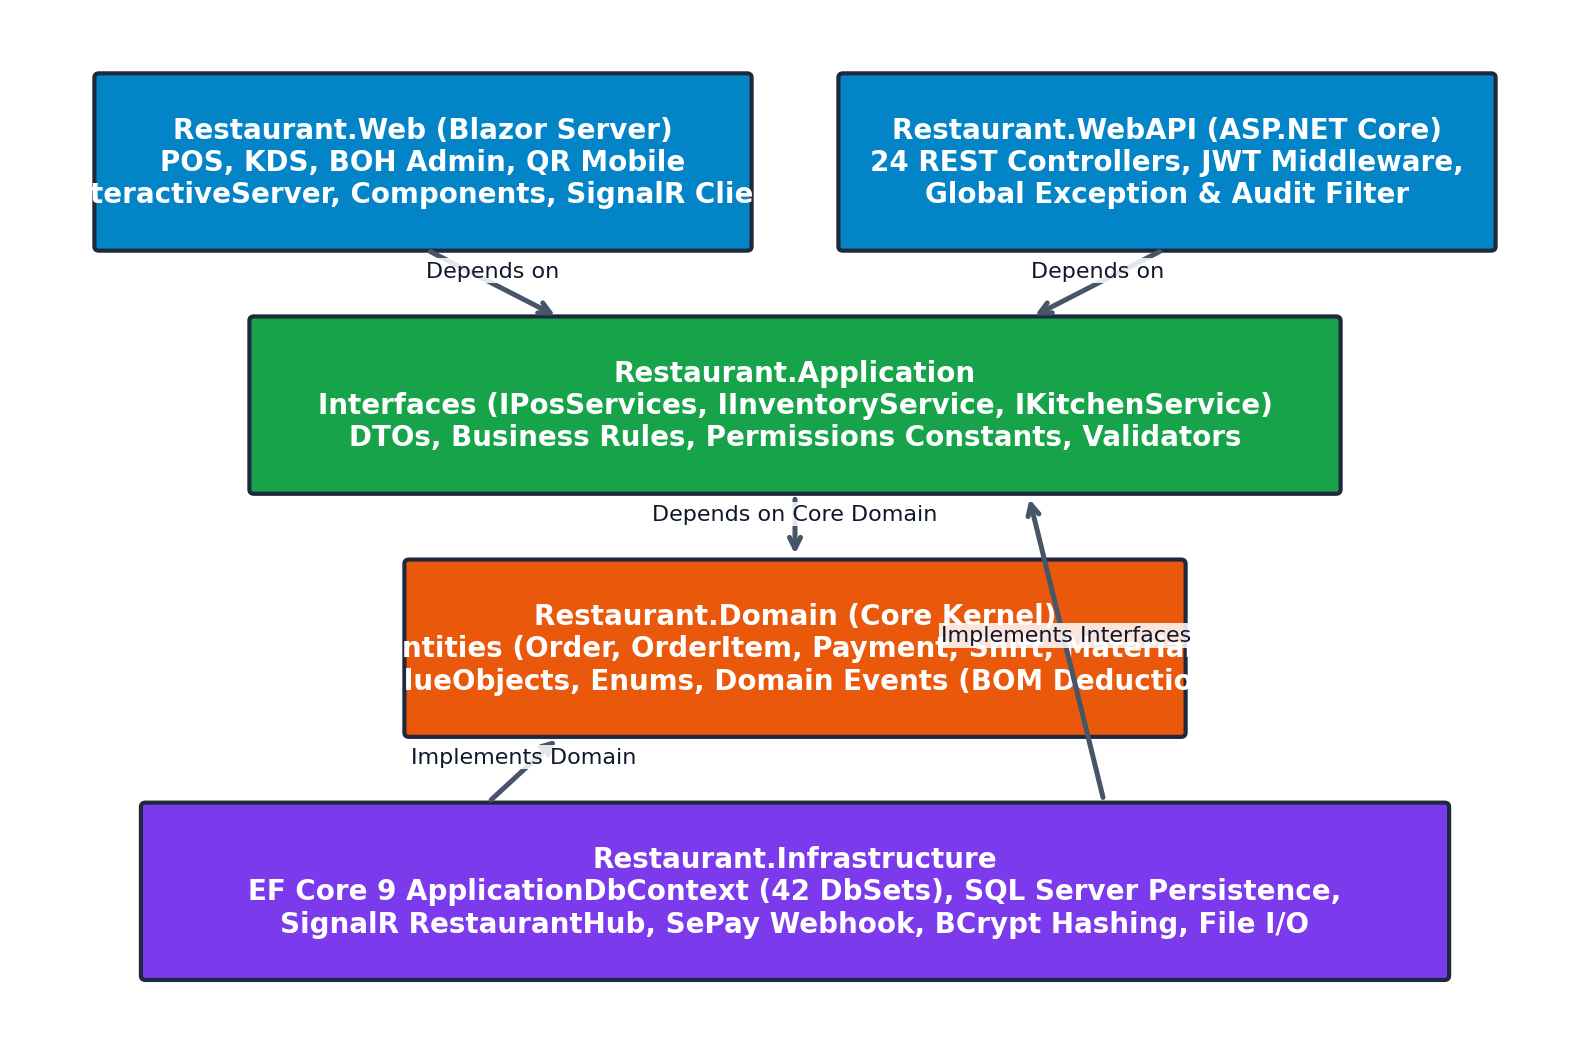 Restaurant.Web (Blazor Server)
POS, KDS, BOH Admin, QR Mobile
teractiveServer, Components, SignalR Clie
Restaurant.WebAPI (ASP.NET Core)
24 REST Controllers, JWT Middleware,
Global Exception & Audit Filter
Depends on
Depends on
Restaurant.Application
Interfaces (IPosServices, IInventoryService, IKitchenService)
DTOs, Business Rules, Permissions Constants, Validators
Depends on Core Domain
Restaurant.Domain (Core Kernel)
ntities (Order, OrderItem, Payment, Shift, Material
lueObjects, Enums, Domain Events (BOM Deductio
Implements Interfaces
Implements Domain
Restaurant.Infrastructure
EF Core 9 ApplicationDbContext (42 DbSets), SQL Server Persistence,
SignalR RestaurantHub, SePay Webhook, BCrypt Hashing, File I/O